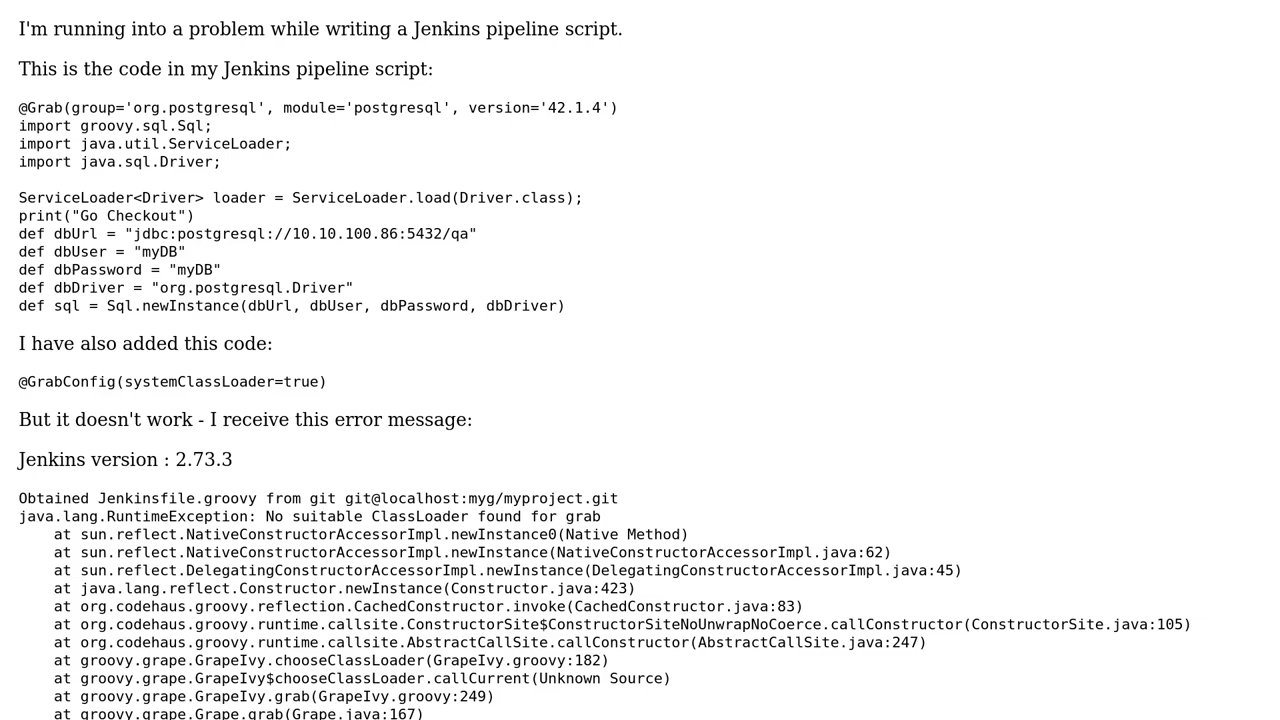 I'm running into a problem while writing a Jenkins pipeline script.
This is the code in my Jenkins pipeline script:
@Grab(group='org.postgresql', module='postgresql', version='42.1.4')
import groovy.sql.Sql;
import java.util.ServiceLoader;
import java.sql.Driver;
ServiceLoader<Driver> loader = ServiceLoader.load(Driver.class);
print("Go Checkout")
def dbUrl = "jdbc:postgresql://10.10.100.86:5432/qa"
def dbUser = "myDB"
def dbPassword = "myDB"
def dbDriver = "org.postgresql.Driver"
def sql = Sql.newInstance(dbUrl, dbUser, dbPassword, dbDriver)
I have also added this code:
@GrabConfig(systemClassLoader=true)
But it doesn't work - I receive this error message:
Jenkins version : 2.73.3
Obtained Jenkinsfile.groovy from git git@localhost:myg/myproject.git
java.lang.RuntimeException: No suitable ClassLoader found for grab
    at sun.reflect.NativeConstructorAccessorImpl.newInstance0(Native Method)
    at sun.reflect.NativeConstructorAccessorImpl.newInstance(NativeConstructorAccessorImpl.java:62)
    at sun.reflect.DelegatingConstructorAccessorImpl.newInstance(DelegatingConstructorAccessorImpl.java:45)
    at java.lang.reflect.Constructor.newInstance(Constructor.java:423)
    at org.codehaus.groovy.reflection.CachedConstructor.invoke(CachedConstructor.java:83)
    at org.codehaus.groovy.runtime.callsite.ConstructorSite$ConstructorSiteNoUnwrapNoCoerce.callConstructor(ConstructorSite.java:105)
    at org.codehaus.groovy.runtime.callsite.AbstractCallSite.callConstructor(AbstractCallSite.java:247)
    at groovy.grape.GrapeIvy.chooseClassLoader(GrapeIvy.groovy:182)
    at groovy.grape.GrapeIvy$chooseClassLoader.callCurrent(Unknown Source)
    at groovy.grape.GrapeIvy.grab(GrapeIvy.groovy:249)
    at groovy.grape.Grape.grab(Grape.java:167)